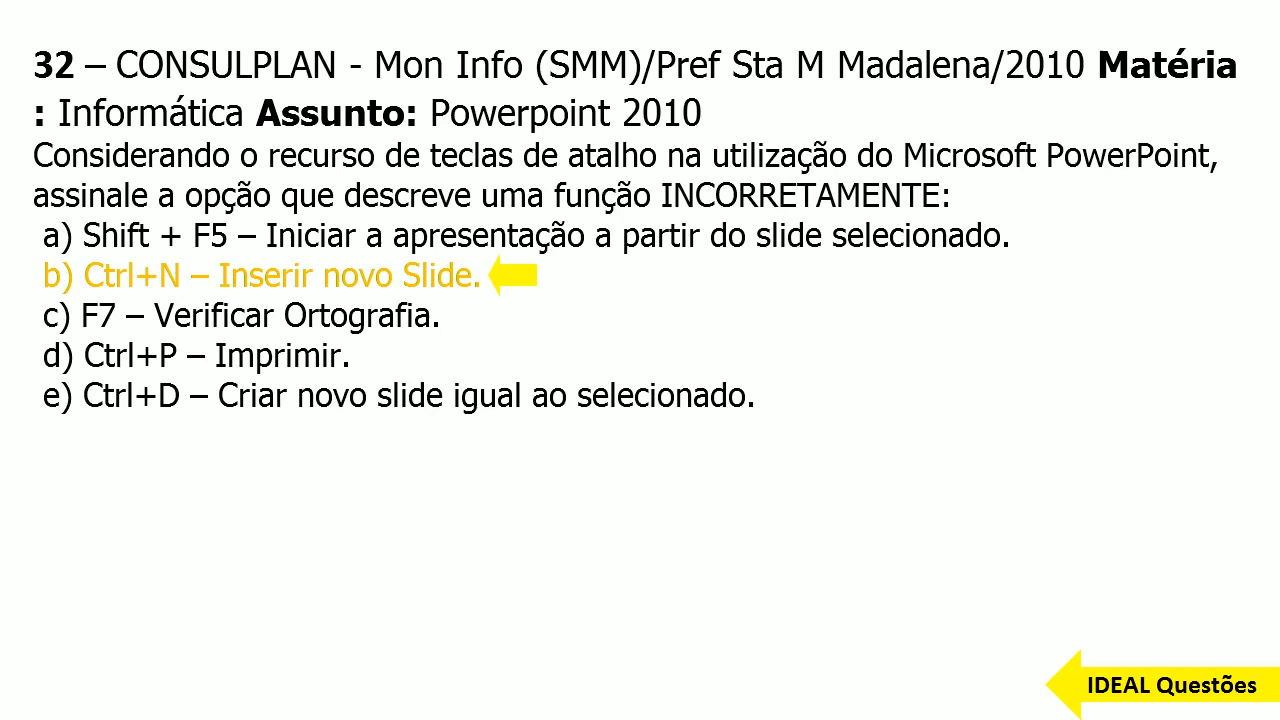 32 – CONSULPLAN - Mon Info (SMM)/Pref Sta M Madalena/2010 Matéria
: Informática Assunto: Powerpoint 2010
Considerando o recurso de teclas de atalho na utilização do Microsoft PowerPoint,
assinale a opção que descreve uma função INCORRETAMENTE:
a) Shift + F5 – Iniciar a apresentação a partir do slide selecionado.
b) Ctrl+N – Inserir novo Slide.
c) F7 – Verificar Ortografia.
d) Ctrl+P – Imprimir.
e) Ctrl+D – Criar novo slide igual ao selecionado.
IDEAL Questões